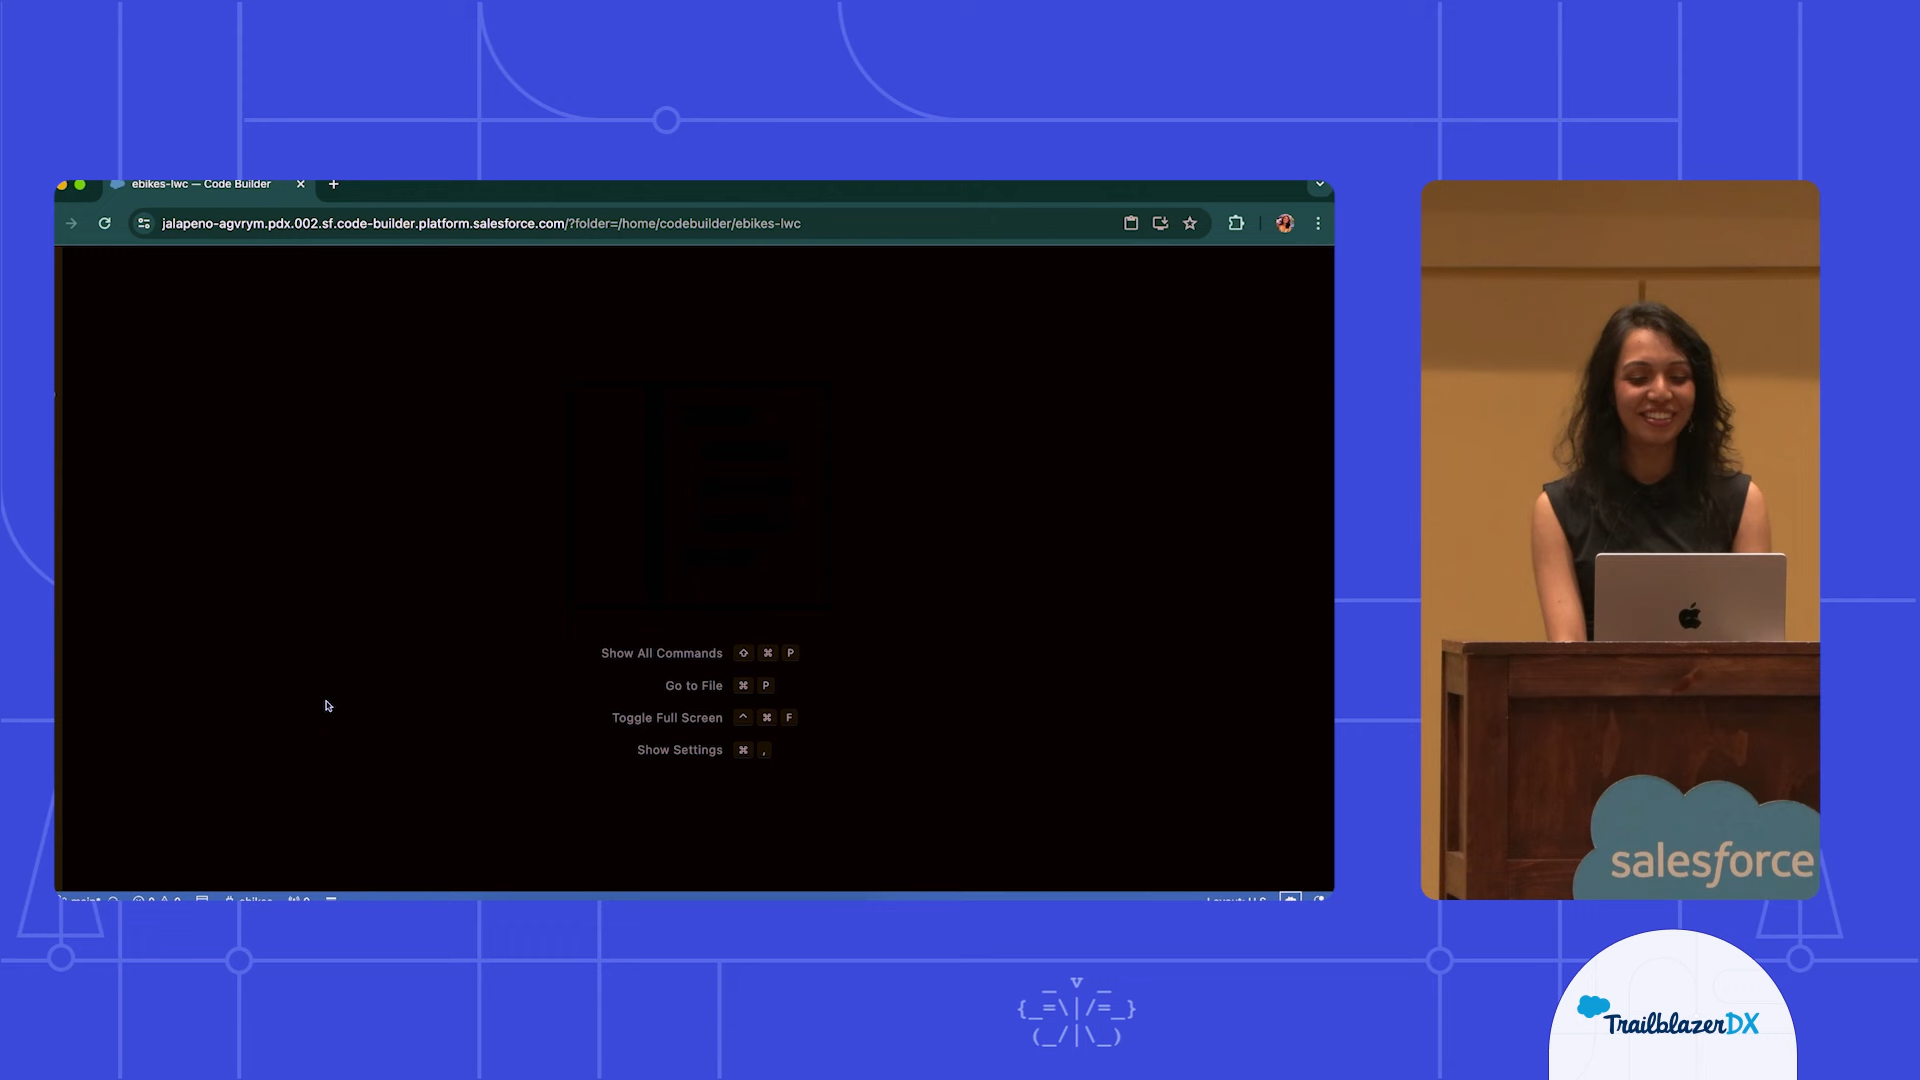 ebikes-lwc — Code Builder
jalapeno-agvrym.pdx.002.sf.code-builder.platform.salesforce.com/?folder=/home/codebuilder/ebikes-lwc
Show All Commands ⇧ ⌘ P
Go to File ⌘ P
Toggle Full Screen ^ ⌘ F
Show Settings ⌘ ,
salesforce
TrailblazerDX